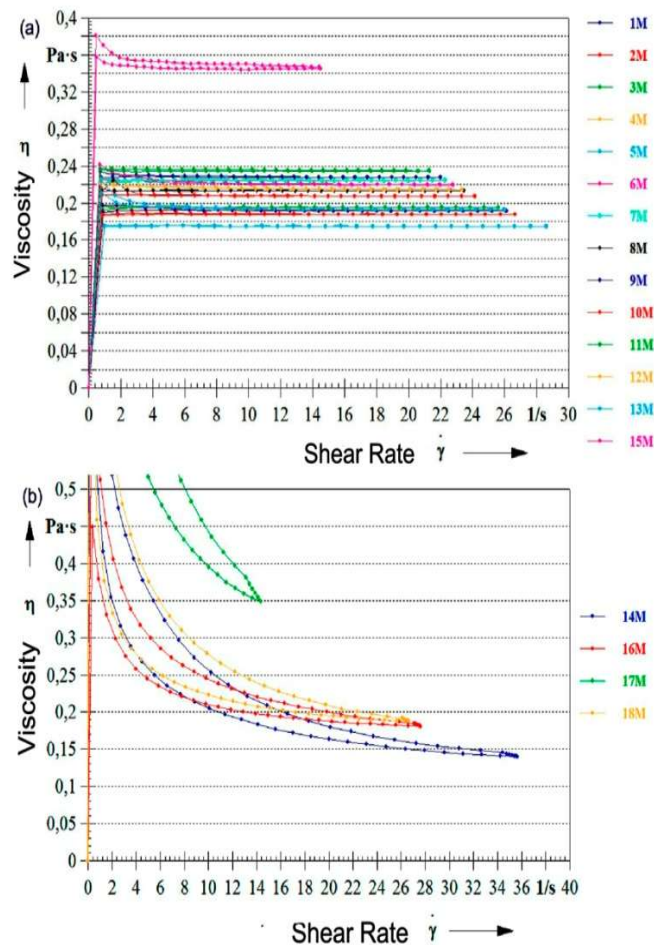 (a)
0,4
Pa·s
0,32
0,28
0,24
0,2
0,16
0,12
0,08
0,04
0
Viscosity η
0 2 4 6 8 10 12 14 16 18 20 22 24 26 1/s 30
Shear Rate γ̇
1M
2M
3M
4M
5M
6M
7M
8M
9M
10M
11M
12M
13M
15M
(b)
0,5
Pa·s
0,4
0,35
0,3
0,25
0,2
0,15
0,1
0,05
0
Viscosity η
0 2 4 6 8 10 12 14 16 18 20 22 24 26 28 30 32 34 36 1/s 40
Shear Rate γ̇
14M
16M
17M
18M